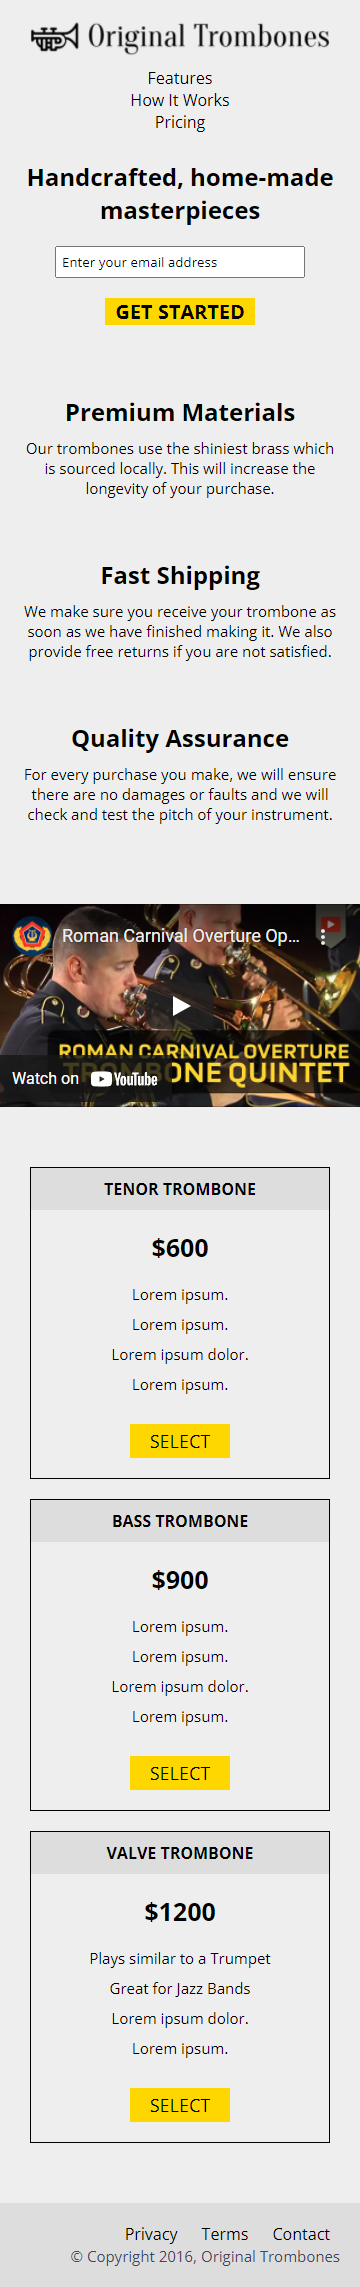 Original Trombones
Features
How It Works
Pricing
Handcrafted, home-made
masterpieces
Enter your email address
GET STARTED
Premium Materials
Our trombones use the shiniest brass which
is sourced locally. This will increase the
longevity of your purchase.
Fast Shipping
We make sure you receive your trombone as
soon as we have finished making it. We also
provide free returns if you are not satisfied.
Quality Assurance
For every purchase you make, we will ensure
there are no damages or faults and we will
check and test the pitch of your instrument.
Roman Carnival Overture Op...
ROMAN CARNIVAL OVERTURE
TROMBONE QUINTET
Watch on YouTube
TENOR TROMBONE
$600
Lorem ipsum.
Lorem ipsum.
Lorem ipsum dolor.
Lorem ipsum.
SELECT
BASS TROMBONE
$900
Lorem ipsum.
Lorem ipsum.
Lorem ipsum dolor.
Lorem ipsum.
SELECT
VALVE TROMBONE
$1200
Plays similar to a Trumpet
Great for Jazz Bands
Lorem ipsum dolor.
Lorem ipsum.
SELECT
Privacy Terms Contact
© Copyright 2016, Original Trombones